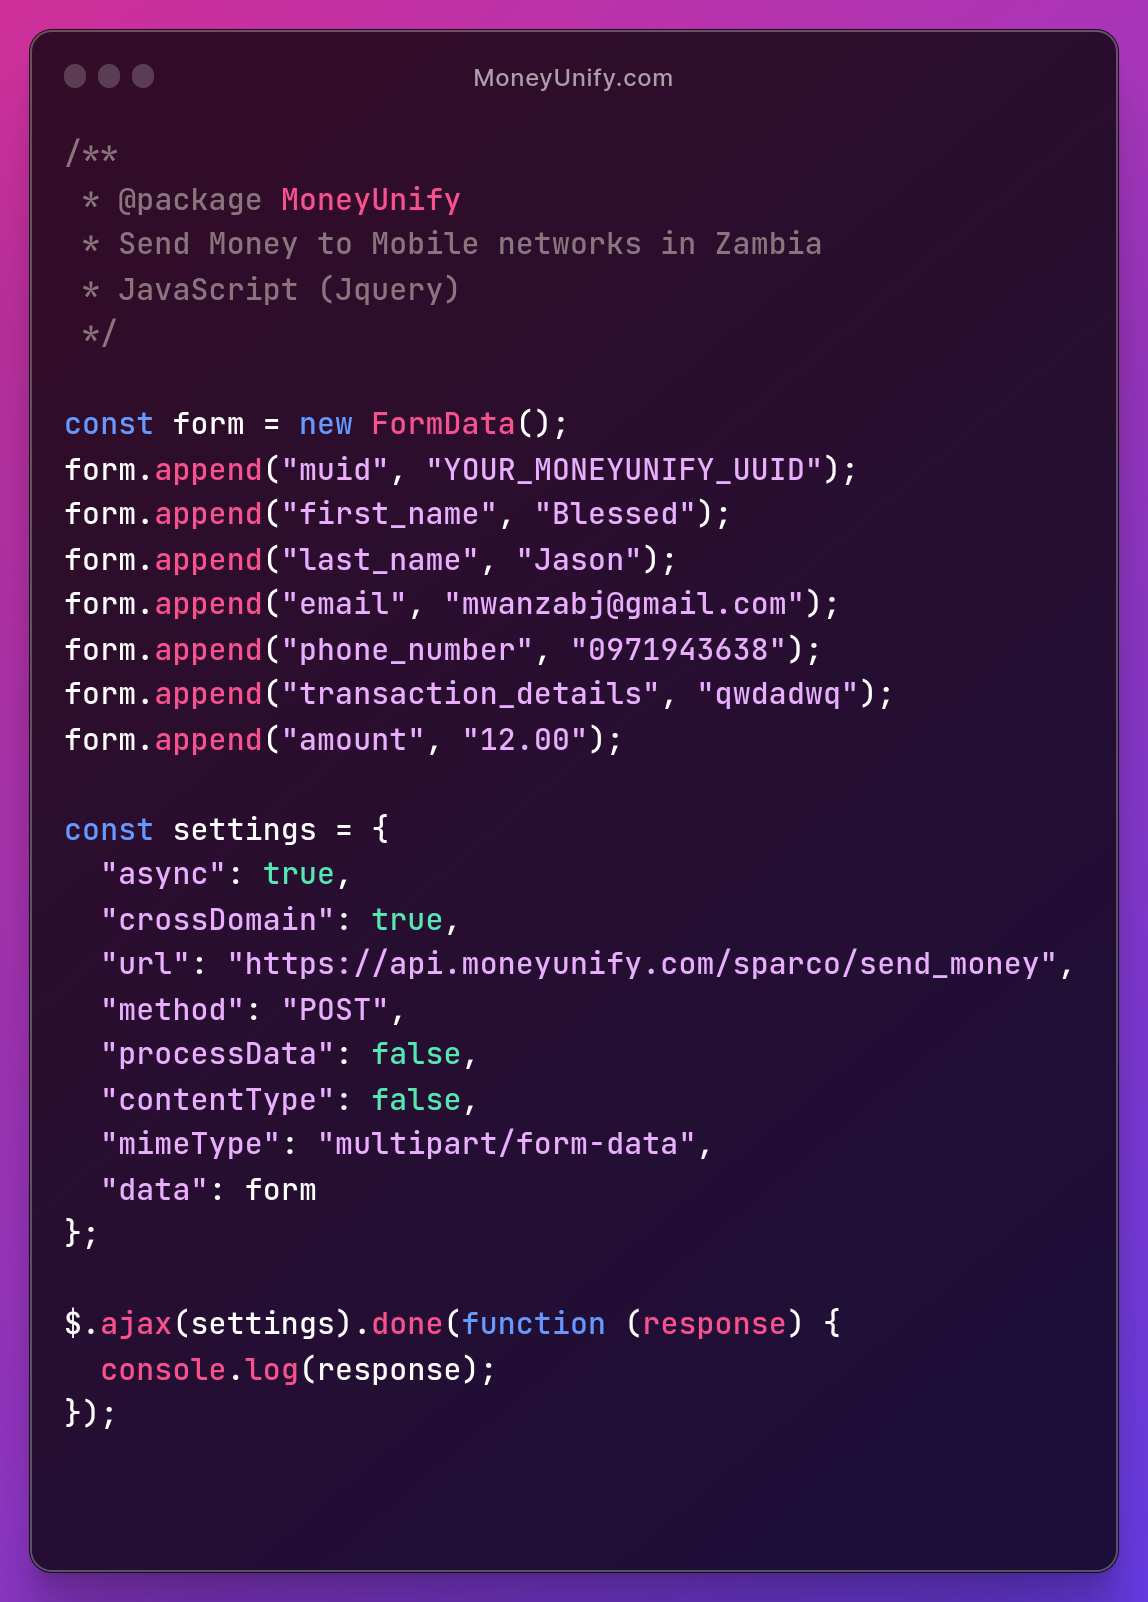 MoneyUnify.com
/**
 * @package MoneyUnify
 * Send Money to Mobile networks in Zambia
 * JavaScript (Jquery)
 */
const form = new FormData();
form.append("muid", "YOUR_MONEYUNIFY_UUID");
form.append("first_name", "Blessed");
form.append("last_name", "Jason");
form.append("email", "mwanzabj@gmail.com");
form.append("phone_number", "0971943638");
form.append("transaction_details", "qwdadwq");
form.append("amount", "12.00");
const settings = {
  "async": true,
  "crossDomain": true,
  "url": "https://api.moneyunify.com/sparco/send_money",
  "method": "POST",
  "processData": false,
  "contentType": false,
  "mimeType": "multipart/form-data",
  "data": form
};
$.ajax(settings).done(function (response) {
  console.log(response);
});